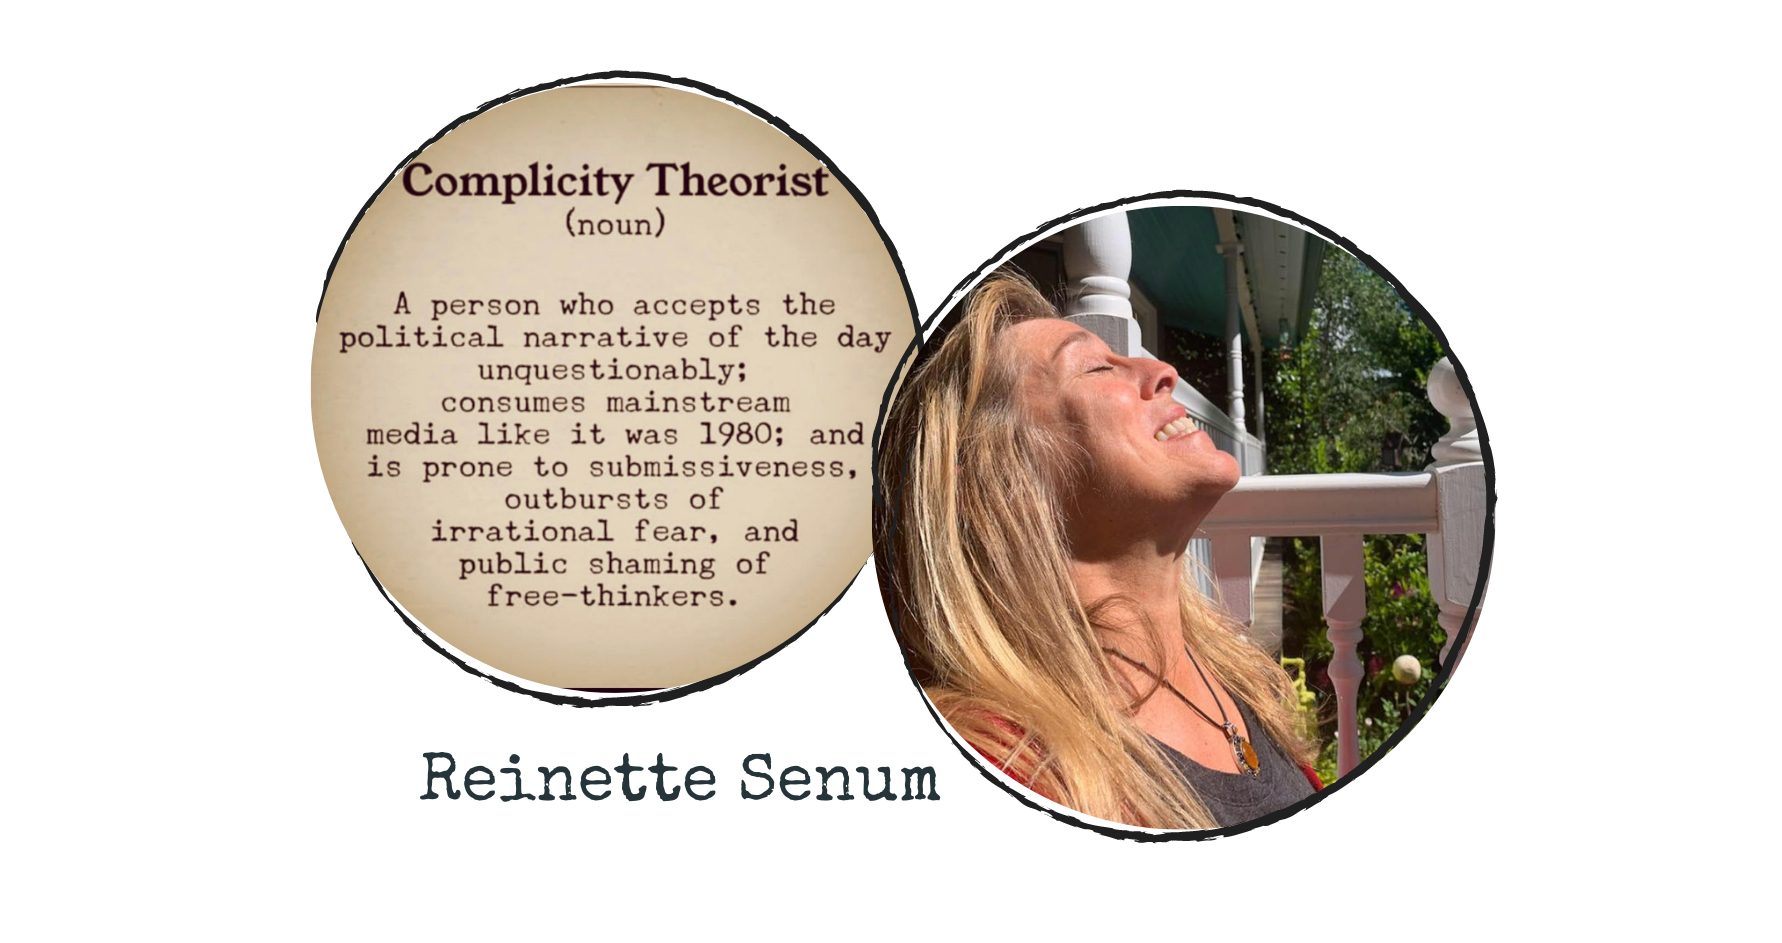 Complicity Theorist
(noun)
A person who accepts the
political narrative of the day
unquestionably;
consumes mainstream
media like it was 1980; and
is prone to submissiveness,
outbursts of
irrational fear, and
public shaming of
free-thinkers.
Reinette Senum